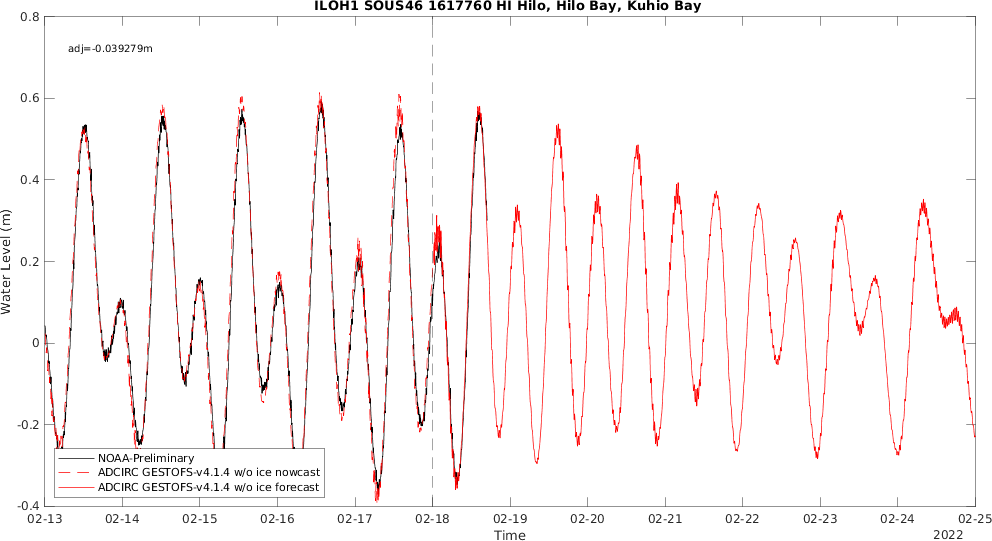 ILOH1 SOUS46 1617760 HI Hilo, Hilo Bay, Kuhio Bay
0.8
adj=-0.039279m
0.6
0.4
0.2
0
-0.2
-0.4
Water Level (m)
NOAA-Preliminary
ADCIRC GESTOFS-v4.1.4 w/o ice nowcast
ADCIRC GESTOFS-v4.1.4 w/o ice forecast
02-13 02-14 02-15 02-16 02-17 02-18 02-19 02-20 02-21 02-22 02-23 02-24 02-25
Time
2022